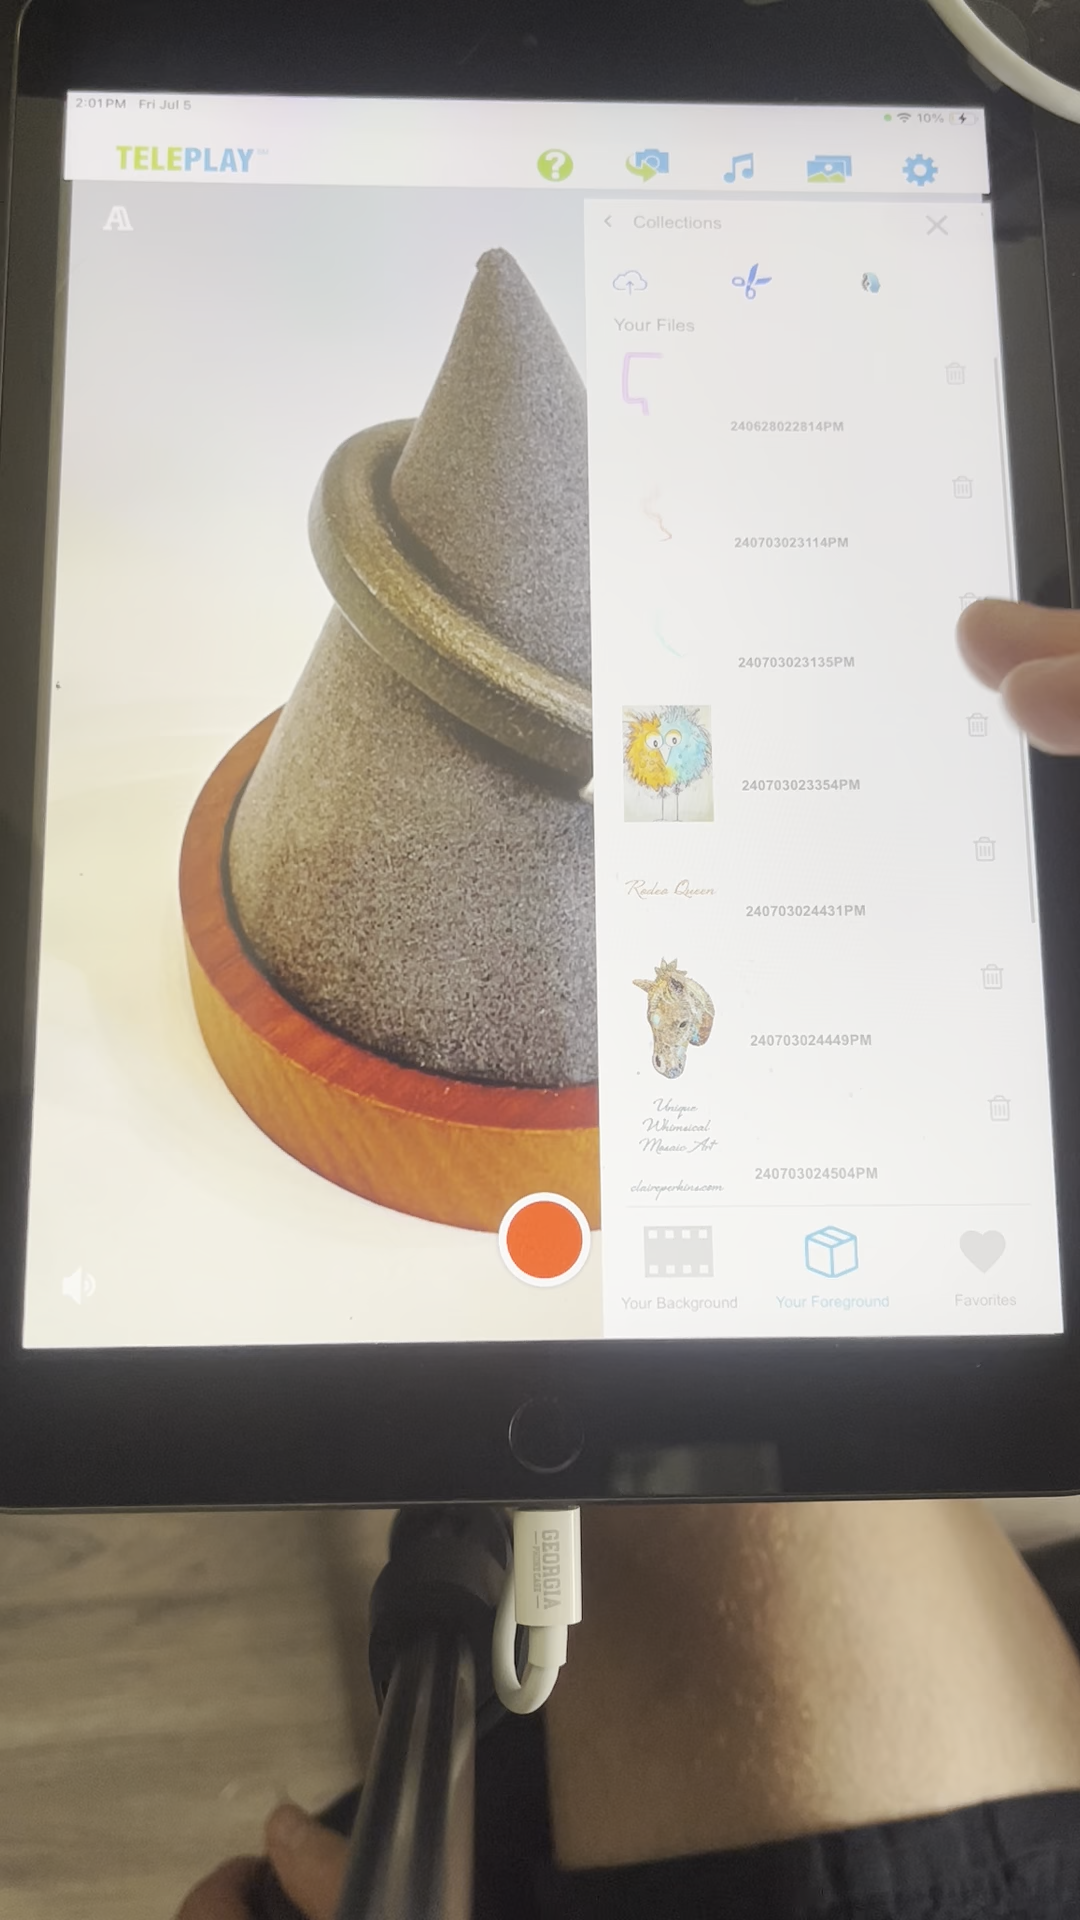 2:01PM Fri Jul 5
10%
TELEPLAY
Collections
Your Files
240628022814PM
240703023114PM
240703023135PM
240703023354PM
Rodeo Queen
240703024431PM
240703024449PM
Unique
Whimsical
Mosaic Art
240703024504PM
claireperkins.com
Your Background
Your Foreground
Favorites
GEORGIA